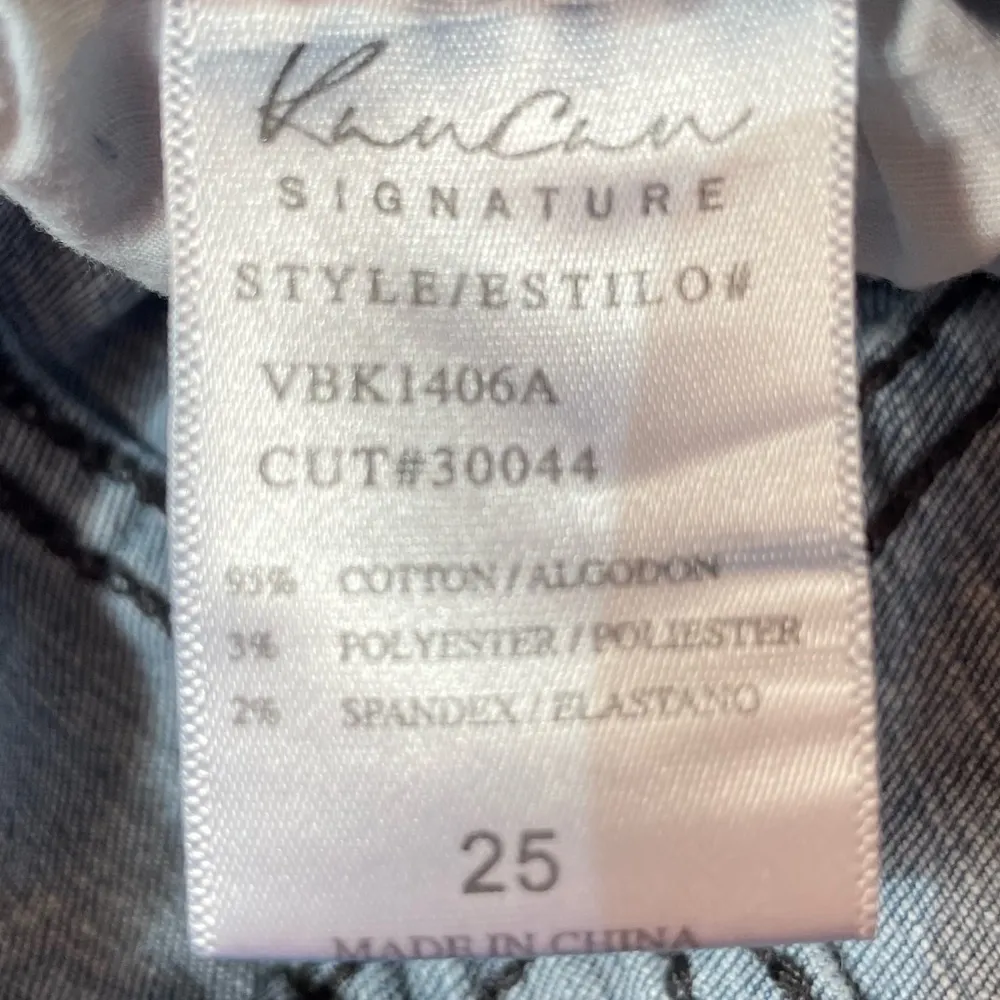 KanCan
SIGNATURE
STYLE/ESTILO#
VBK1406A
CUT#30044
95% COTTON/ALGODON
3% POLYESTER/POLIESTER
2% SPANDEX/ELASTANO
25
MADE IN CHINA